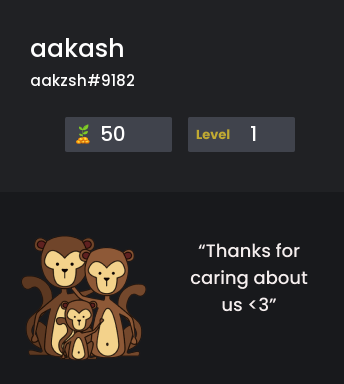 aakash
aakzsh#9182
50
Level 1
“Thanks for
caring about
us <3”